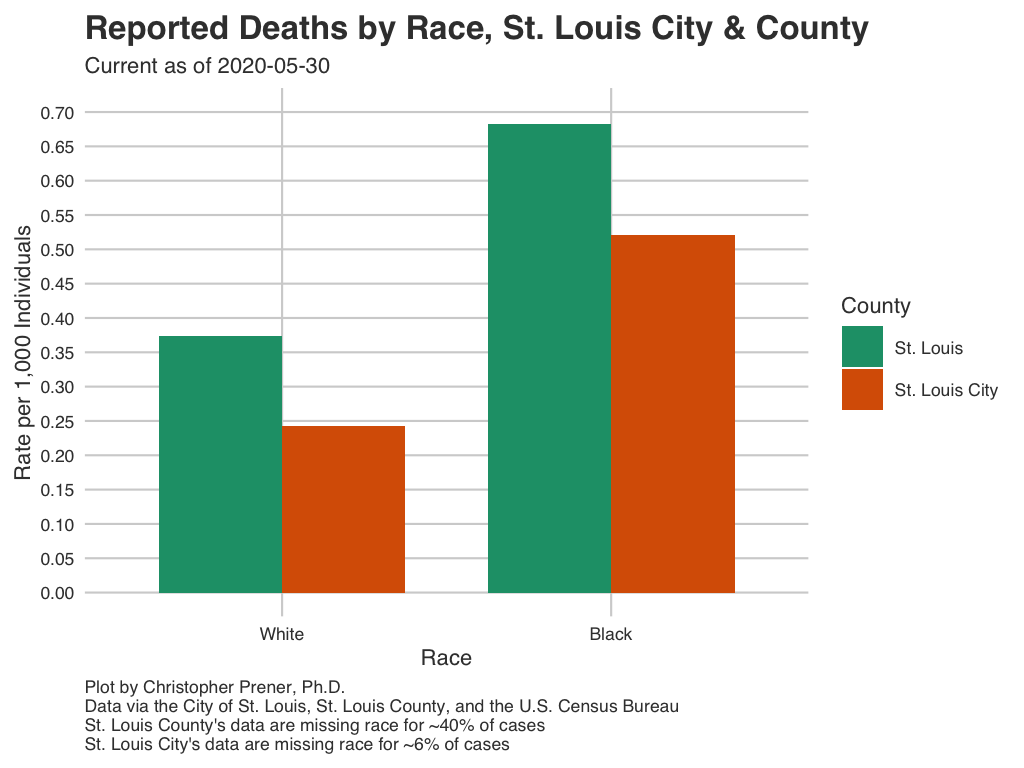 Reported Deaths by Race, St. Louis City & County
Current as of 2020-05-30
Rate per 1,000 Individuals
0.70
0.65
0.60
0.55
0.50
0.45
0.40
0.35
0.30
0.25
0.20
0.15
0.10
0.05
0.00
White
Black
Race
County
St. Louis
St. Louis City
Plot by Christopher Prener, Ph.D.
Data via the City of St. Louis, St. Louis County, and the U.S. Census Bureau
St. Louis County's data are missing race for ~40% of cases
St. Louis City's data are missing race for ~6% of cases